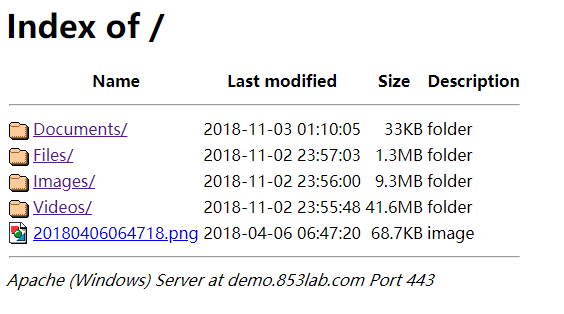 Index of /
Name Last modified Size Description
Documents/ 2018-11-03 01:10:05 33KB folder
Files/ 2018-11-02 23:57:03 1.3MB folder
Images/ 2018-11-02 23:56:00 9.3MB folder
Videos/ 2018-11-02 23:55:48 41.6MB folder
20180406064718.png 2018-04-06 06:47:20 68.7KB image
Apache (Windows) Server at demo.853lab.com Port 443